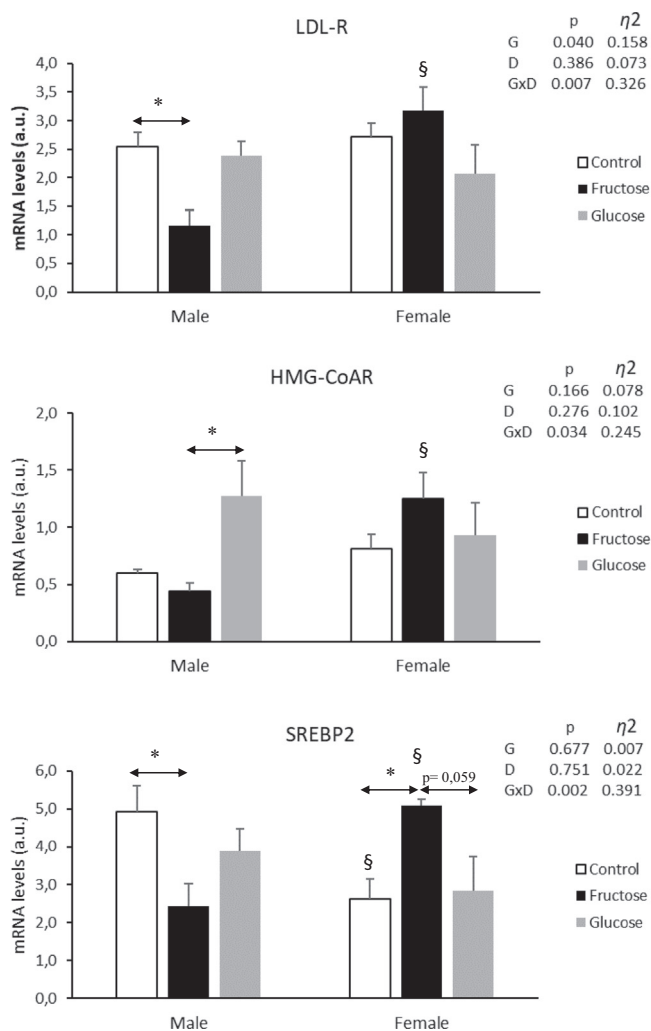 LDL-R
p η2
G 0.040 0.158
D 0.386 0.073
GxD 0.007 0.326
mRNA levels (a.u.)
3,5
3,0
2,5
2,0
1,5
1,0
0,5
0,0
*
§
Male
Female
Control
Fructose
Glucose
HMG-CoAR
p η2
G 0.166 0.078
D 0.276 0.102
GxD 0.034 0.245
mRNA levels (a.u.)
2,0
1,5
1,0
0,5
0,0
*
§
Male
Female
Control
Fructose
Glucose
SREBP2
p η2
G 0.677 0.007
D 0.751 0.022
GxD 0.002 0.391
mRNA levels (a.u.)
6,0
5,0
4,0
3,0
2,0
1,0
0,0
*
§
* p= 0,059
§
Male
Female
Control
Fructose
Glucose